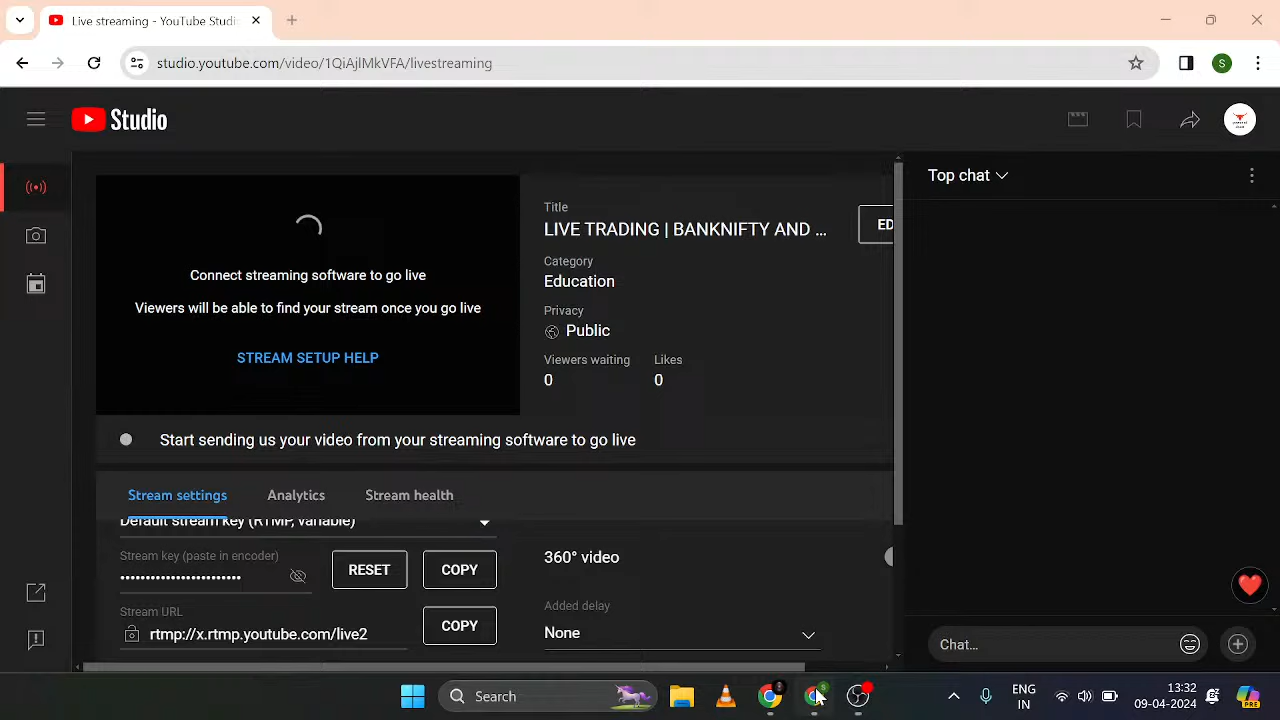 Live streaming - YouTube Studi
studio.youtube.com/video/1QiAjlMkVFA/livestreaming
S
Studio
Connect streaming software to go live
Viewers will be able to find your stream once you go live
STREAM SETUP HELP
Title
LIVE TRADING | BANKNIFTY AND ...
ED
Category
Education
Privacy
Public
Viewers waiting
Likes
0
0
Top chat
Start sending us your video from your streaming software to go live
Stream settings
Analytics
Stream health
Default stream key (RTMP, variable)
Stream key (paste in encoder)
RESET
COPY
360° video
Stream URL
rtmp://x.rtmp.youtube.com/live2
COPY
Added delay
None
Chat...
Search
ENG
IN
13:32
09-04-2024
PRE